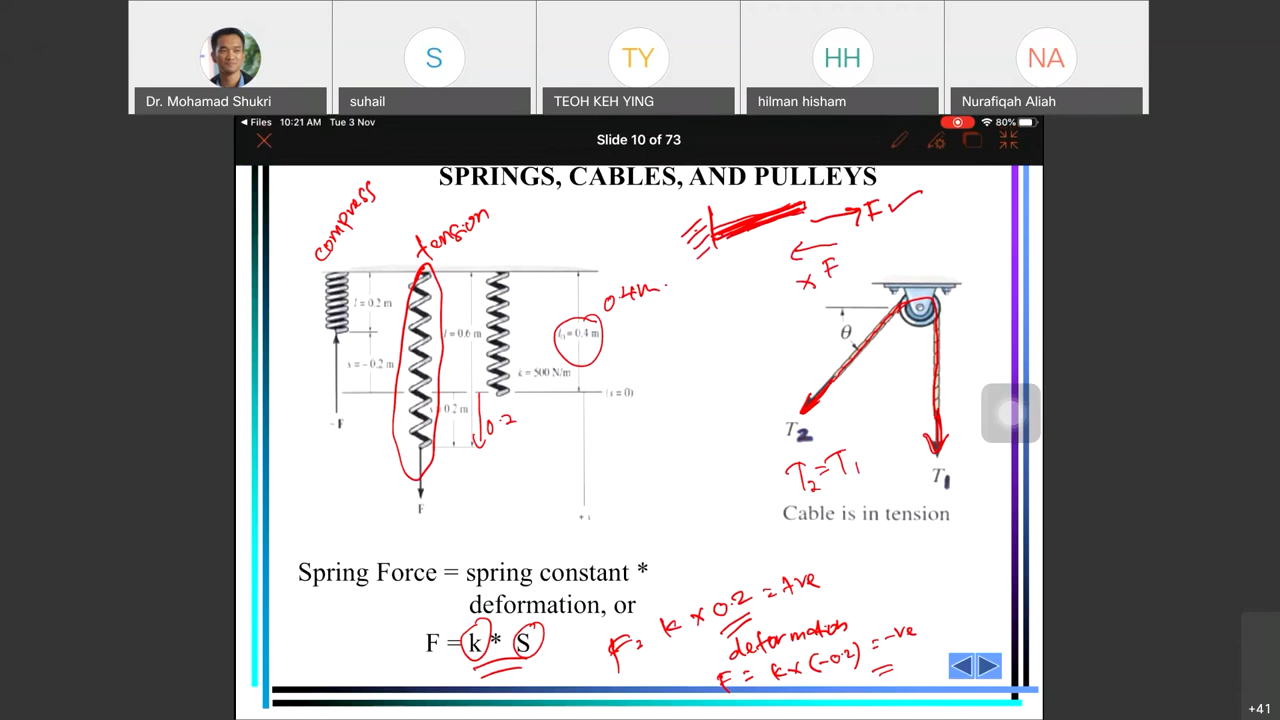 Dr. Mohamad Shukri
S
suhail
TY
TEOH KEH YING
HH
hilman hisham
NA
Nurafiqah Aliah
Files 10:21 AM Tue 3 Nov
80%
Slide 10 of 73
SPRINGS, CABLES, AND PULLEYS
compress
tension
F
F
x
0.4m.
l = 0.2 m
l = 0.6 m
l₀ = 0.4 m
θ
s = -0.2 m
k = 500 N/m
0.2 m
(s = 0)
0.2
-F
F
T2
T₂ = T₁
T1
Cable is in tension
Spring Force = spring constant *
deformation, or
F = k * S
F = k x 0.2 = +ve
deformation
F = k x (-0.2) = -ve
+41